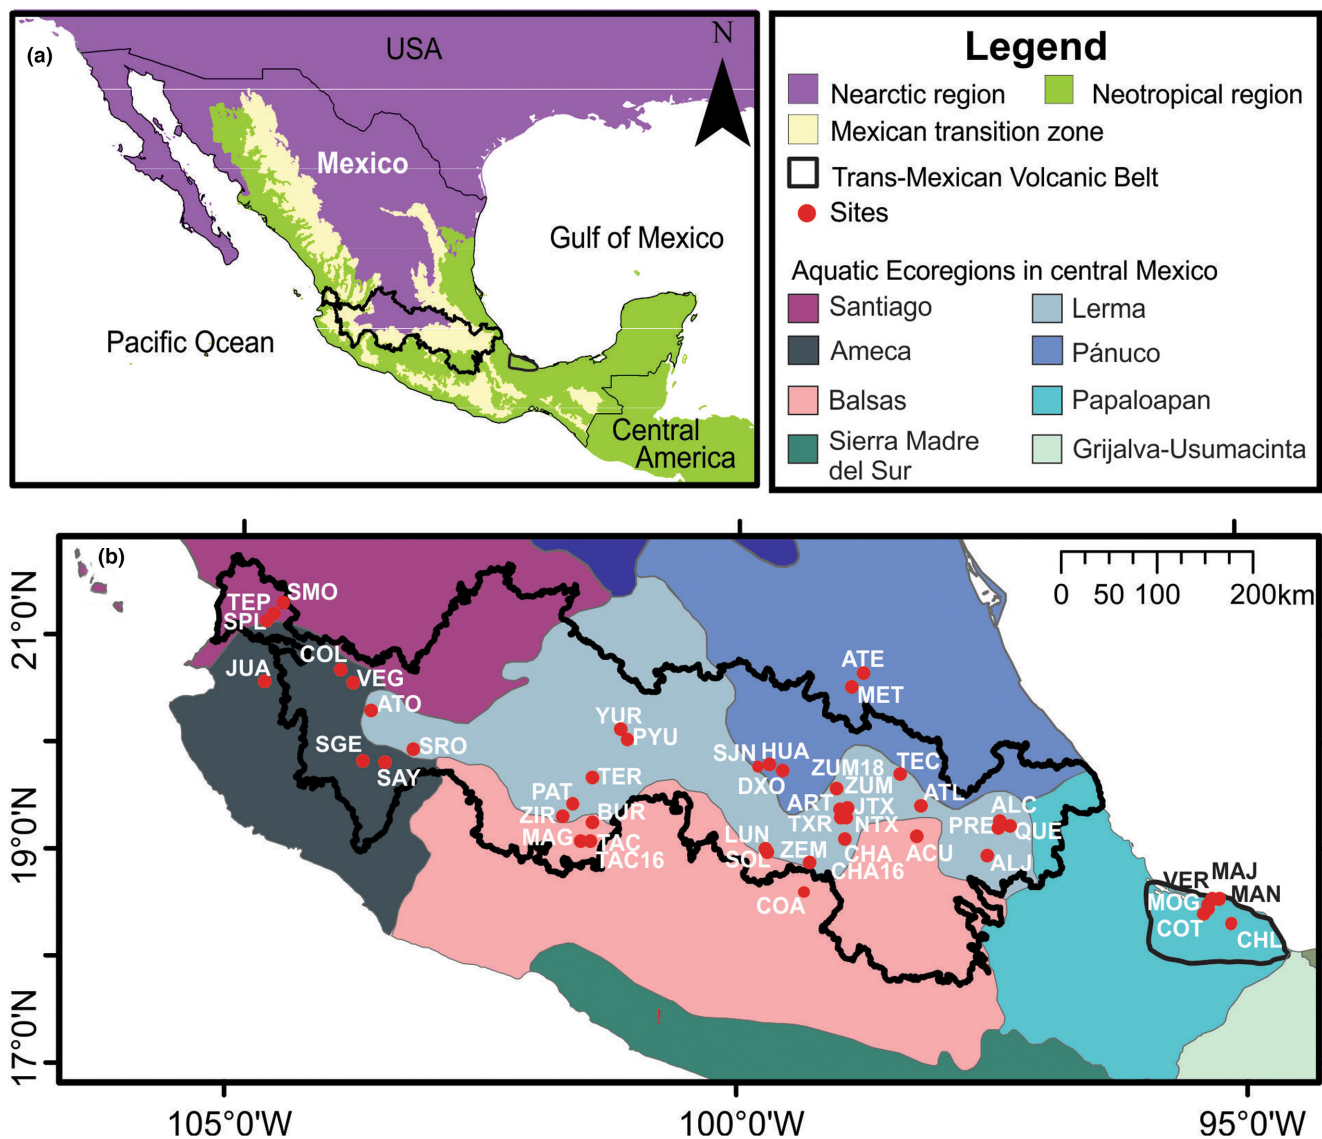 (a)
USA
N
Mexico
Gulf of Mexico
Pacific Ocean
Central
America
Legend
Nearctic region
Neotropical region
Mexican transition zone
Trans-Mexican Volcanic Belt
Sites
Aquatic Ecoregions in central Mexico
Santiago
Lerma
Ameca
Pánuco
Balsas
Papaloapan
Sierra Madre
del Sur
Grijalva-Usumacinta
(b)
0 50 100 200km
21°0'N
19°0'N
17°0'N
SMO
TEP
SPL
JUA
COL
VEG
ATO
SGE
SRO
SAY
YUR
PYU
TER
PAT
ZIR
BUR
MAG
TAC
TAC16
ATE
MET
SJN
HUA
DXO
ZUM18
ZUM
TEC
ART
JTX
ATL
TXR
NTX
ALC
PRE
QUE
LUN
SOL
ZEM
CHA
CHA16
ACU
ALJ
COA
VER
MAJ
MOG
MAN
COT
CHL
!
105°0'W
100°0'W
95°0'W